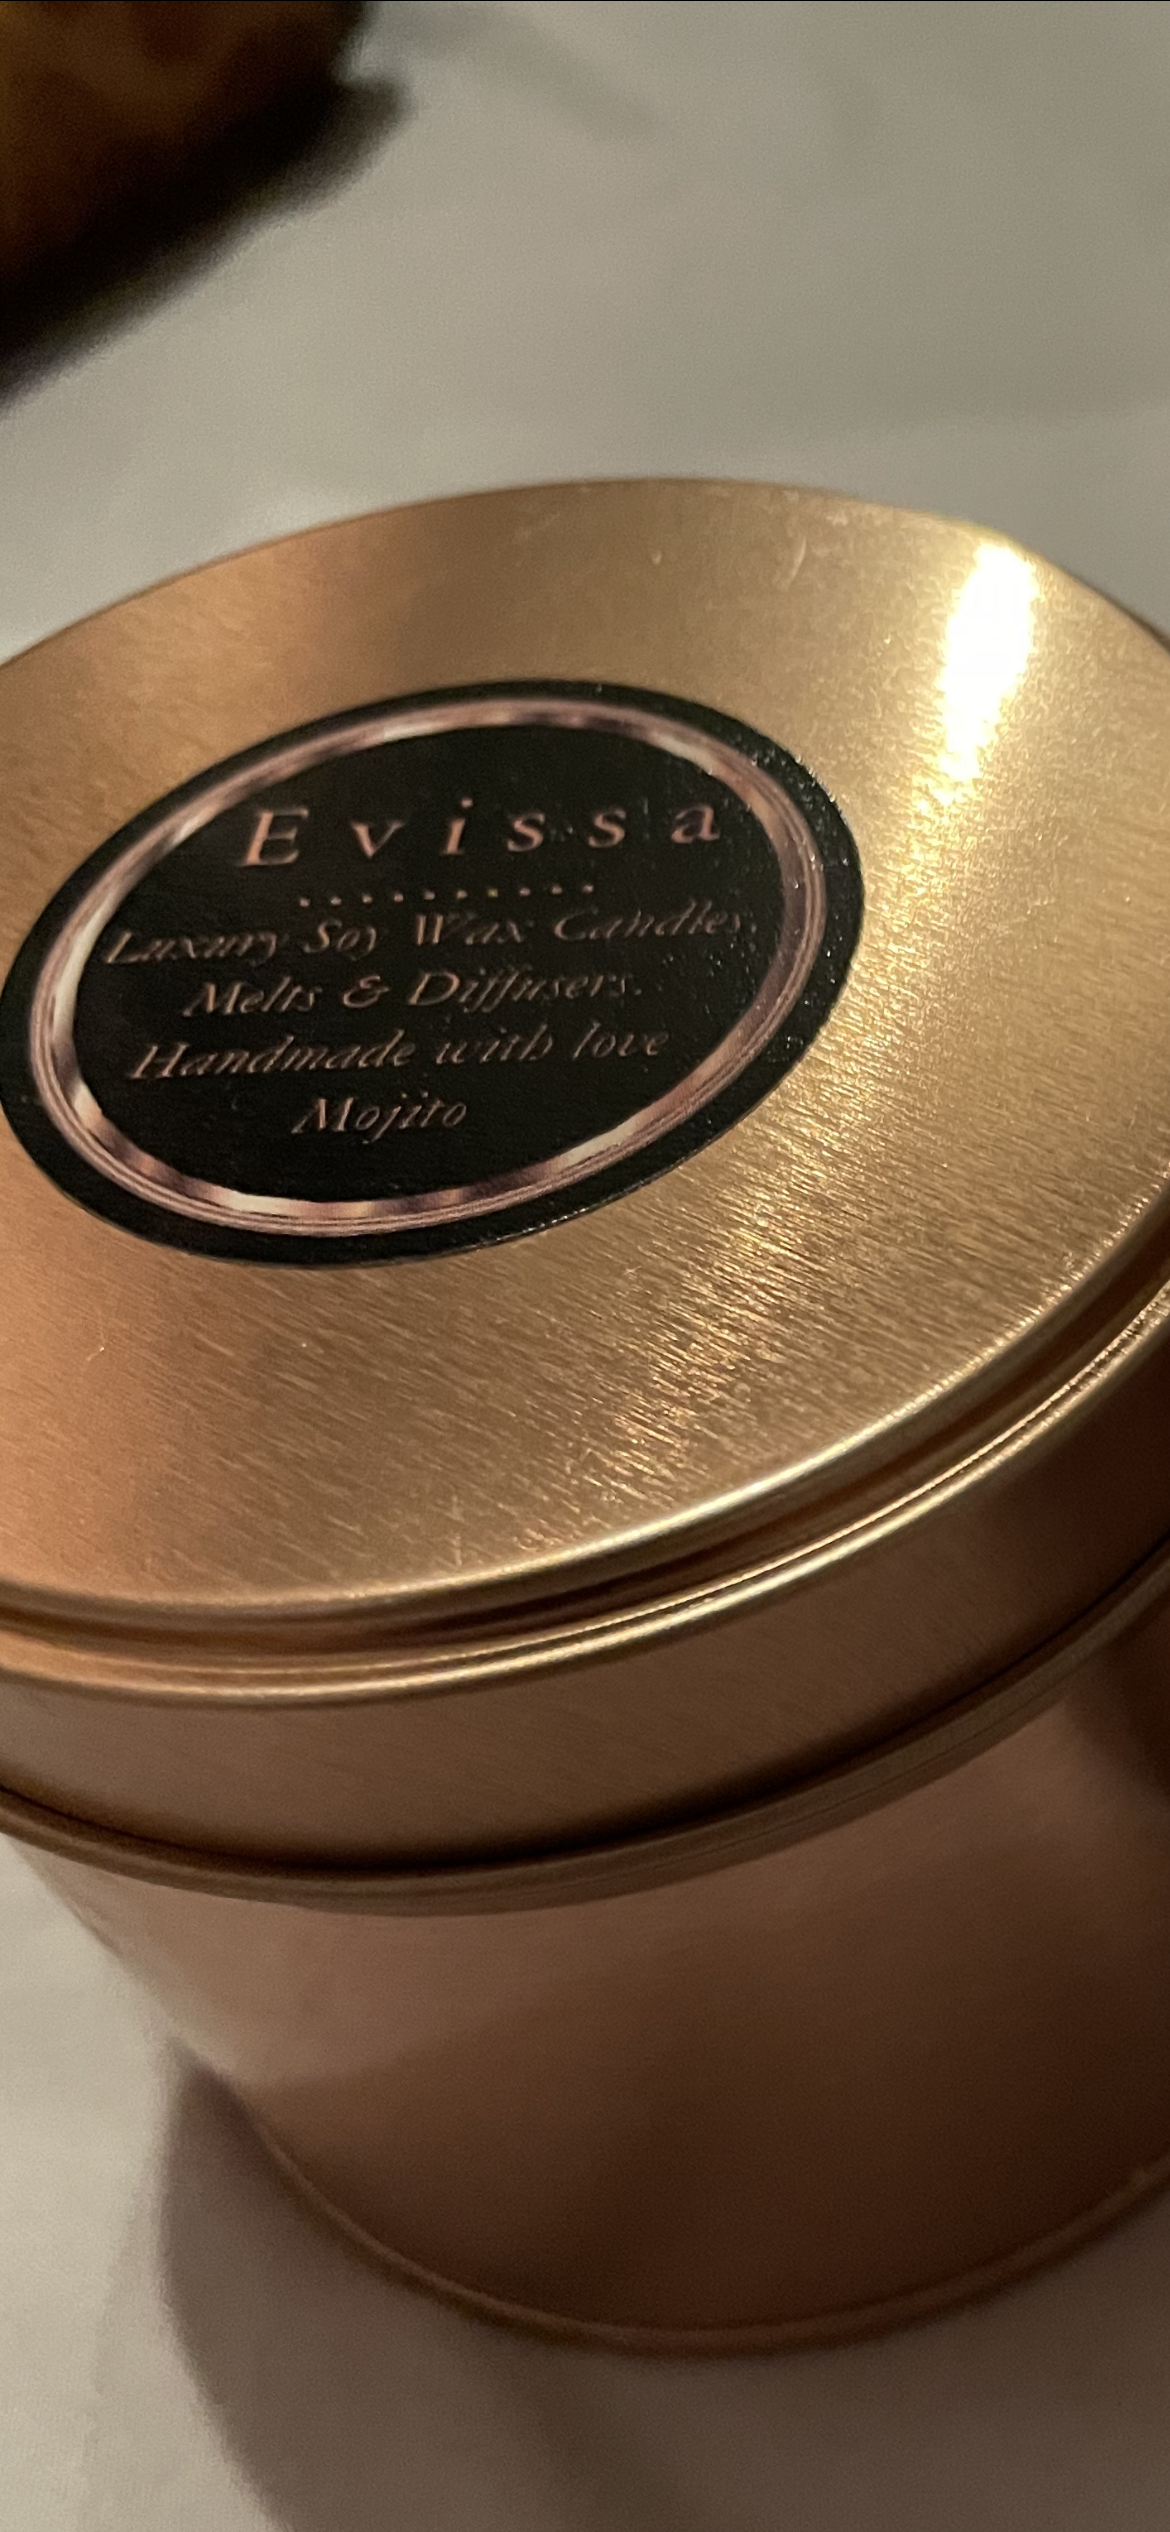 Evissa
Luxury Soy Wax Candles,
Melts & Diffusers.
Handmade with love
Mojito